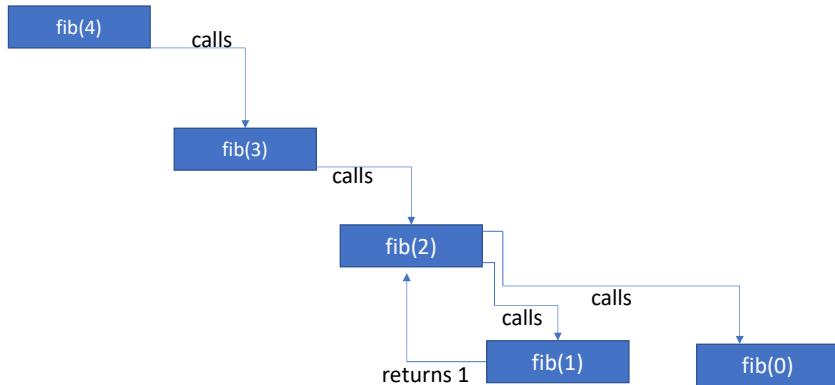 fib(4)
calls
fib(3)
calls
fib(2)
calls
calls
fib(1)
fib(0)
returns 1